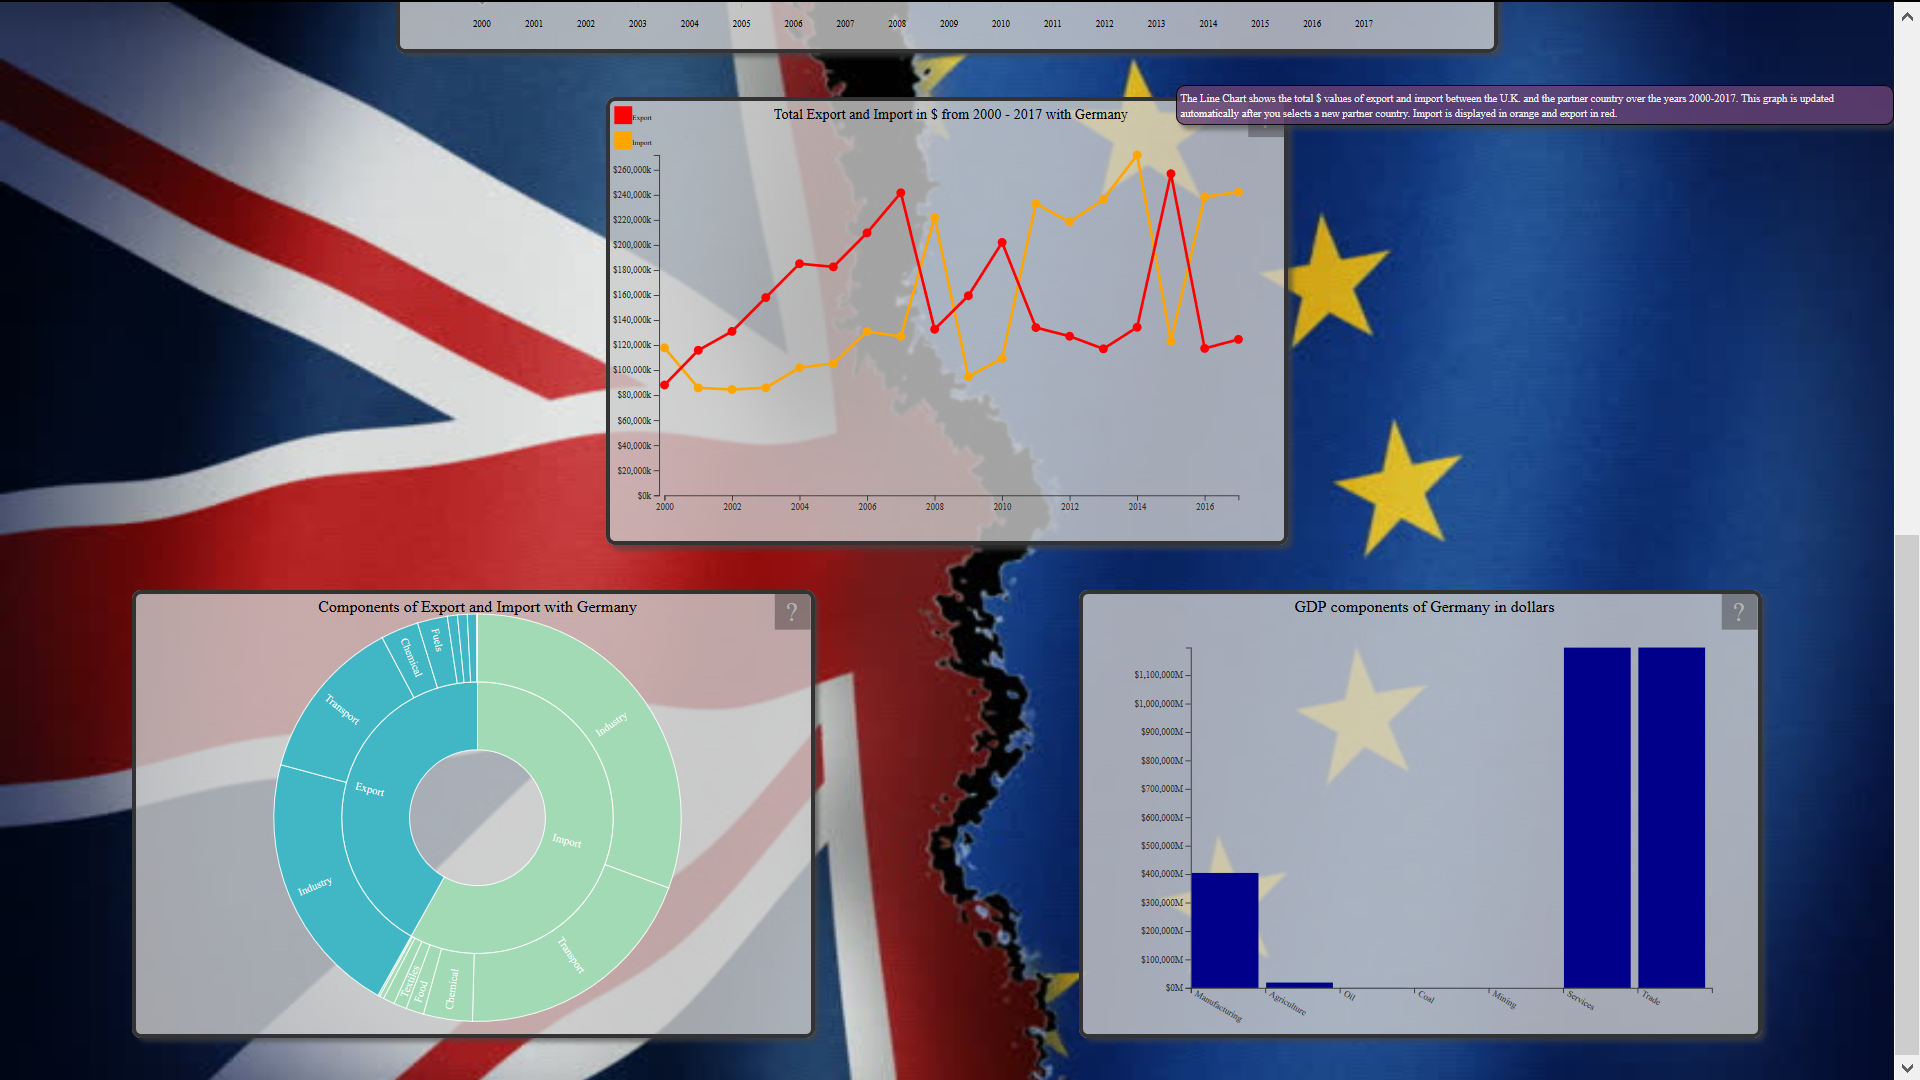 2000 2001 2002 2003 2004 2005 2006 2007 2008 2009 2010 2011 2012 2013 2014 2015 2016 2017
The Line Chart shows the total $ values of export and import between the U.K. and the partner country over the years 2000-2017. This graph is updated
automatically after you selects a new partner country. Import is displayed in orange and export in red.
Total Export and Import in $ from 2000 - 2017 with Germany
Export
Import
$260,000k
$240,000k
$220,000k
$200,000k
$180,000k
$160,000k
$140,000k
$120,000k
$100,000k
$80,000k
$60,000k
$40,000k
$20,000k
$0k
2000 2002 2004 2006 2008 2010 2012 2014 2016
Components of Export and Import with Germany
?
Fuels
Chemical
Transport
Industry
Export
Industry
Import
Transport
Chemical
Food
Textiles
GDP components of Germany in dollars
?
$1,100,000M
$1,000,000M
$900,000M
$800,000M
$700,000M
$600,000M
$500,000M
$400,000M
$300,000M
$200,000M
$100,000M
$0M
Manufacturing
Agriculture
Oil
Coal
Mining
Services
Trade